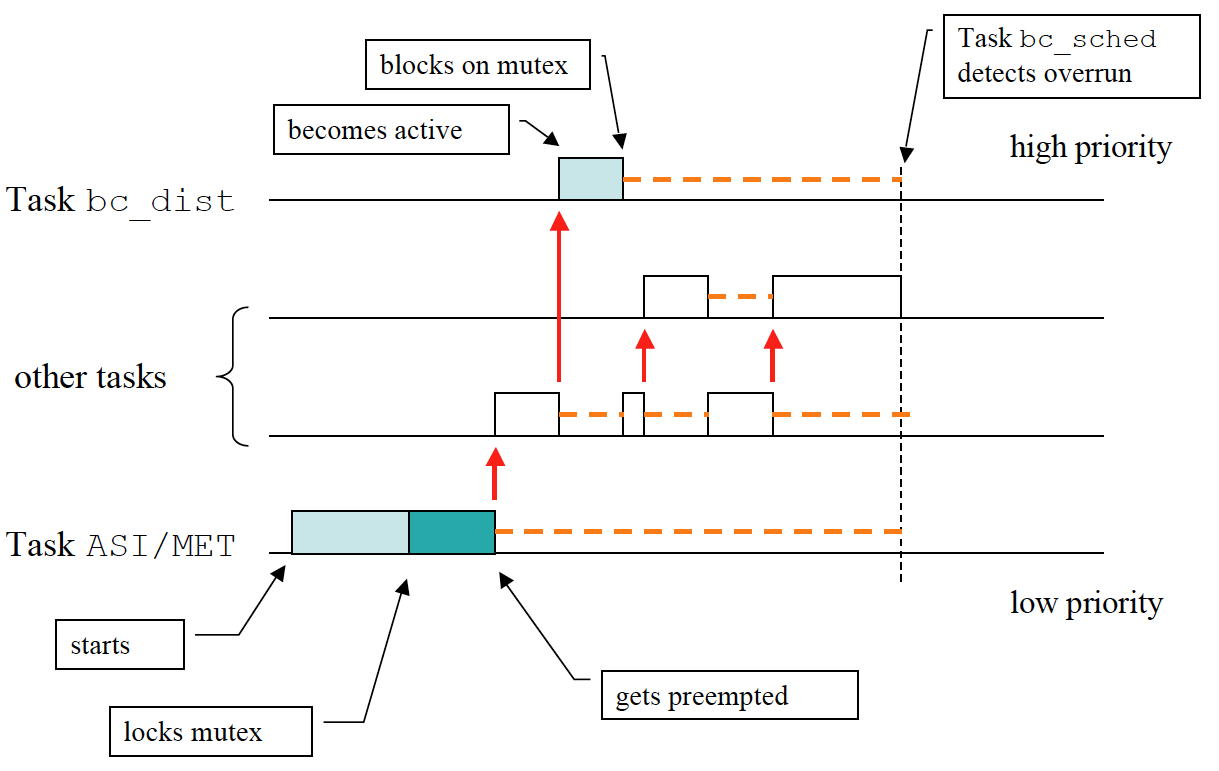 Task bc_sched
detects overrun
blocks on mutex
becomes active
high priority
Task bc_dist
other tasks
Task ASI/MET
low priority
starts
gets preempted
locks mutex